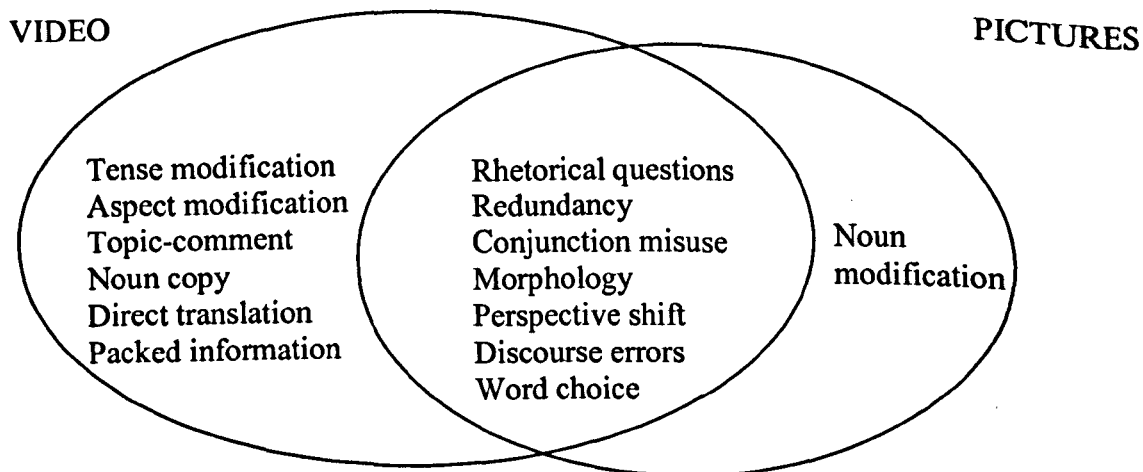 VIDEO
PICTURES
Tense modification
Aspect modification
Topic-comment
Noun copy
Direct translation
Packed information
Rhetorical questions
Redundancy
Conjunction misuse
Morphology
Perspective shift
Discourse errors
Word choice
Noun
modification